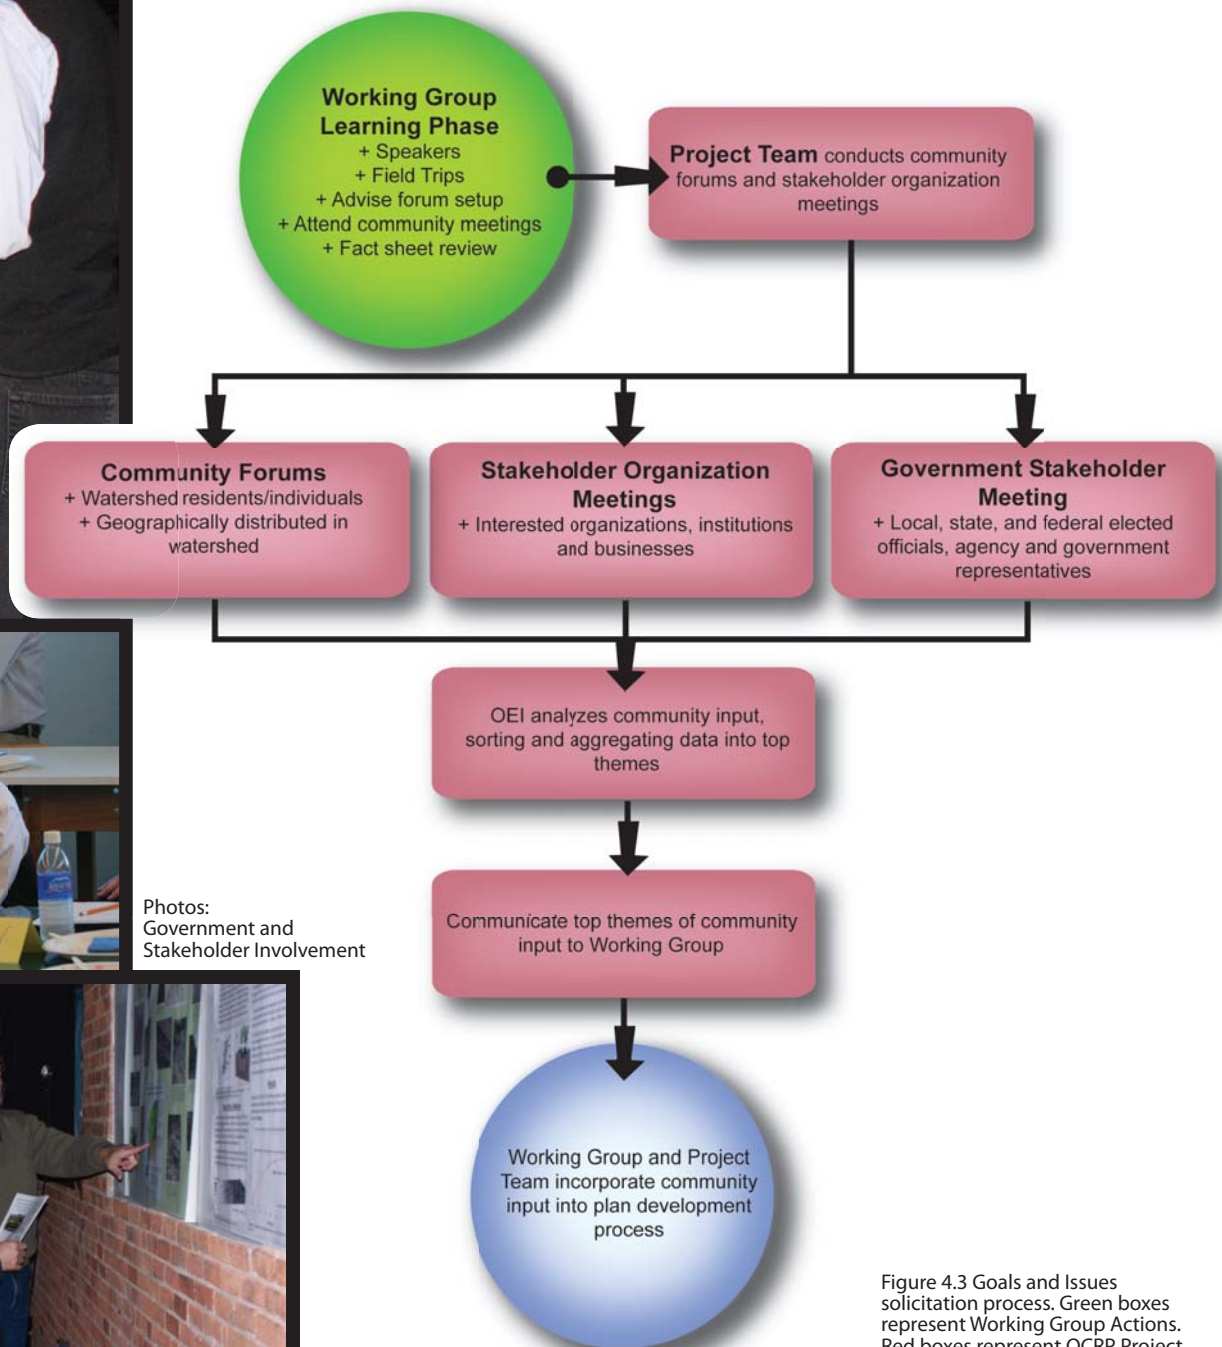 Working Group
Learning Phase
+ Speakers
+ Field Trips
+ Advise forum setup
+ Attend community meetings
+ Fact sheet review
Project Team conducts community
forums and stakeholder organization
meetings
Community Forums
+ Watershed residents/individuals
+ Geographically distributed in
watershed
Stakeholder Organization
Meetings
+ Interested organizations, institutions
and businesses
Government Stakeholder
Meeting
+ Local, state, and federal elected
officials, agency and government
representatives
OEI analyzes community input,
sorting and aggregating data into top
themes
Communicate top themes of community
input to Working Group
Photos:
Government and
Stakeholder Involvement
Working Group and Project
Team incorporate community
input into plan development
process
Figure 4.3 Goals and Issues
solicitation process. Green boxes
represent Working Group Actions.
Red boxes represent OCRP Project